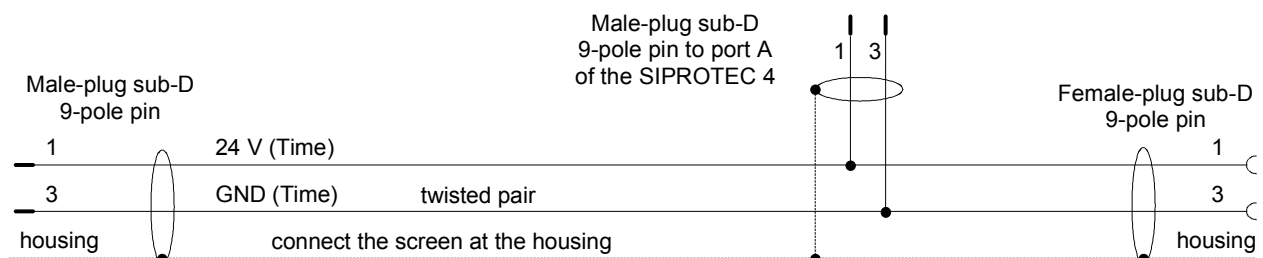 Male-plug sub-D
9-pole pin to port A
of the SIPROTEC 4
1 3
Male-plug sub-D
9-pole pin
Female-plug sub-D
9-pole pin
1 24 V (Time) 1
3 GND (Time) twisted pair 3
housing connect the screen at the housing housing